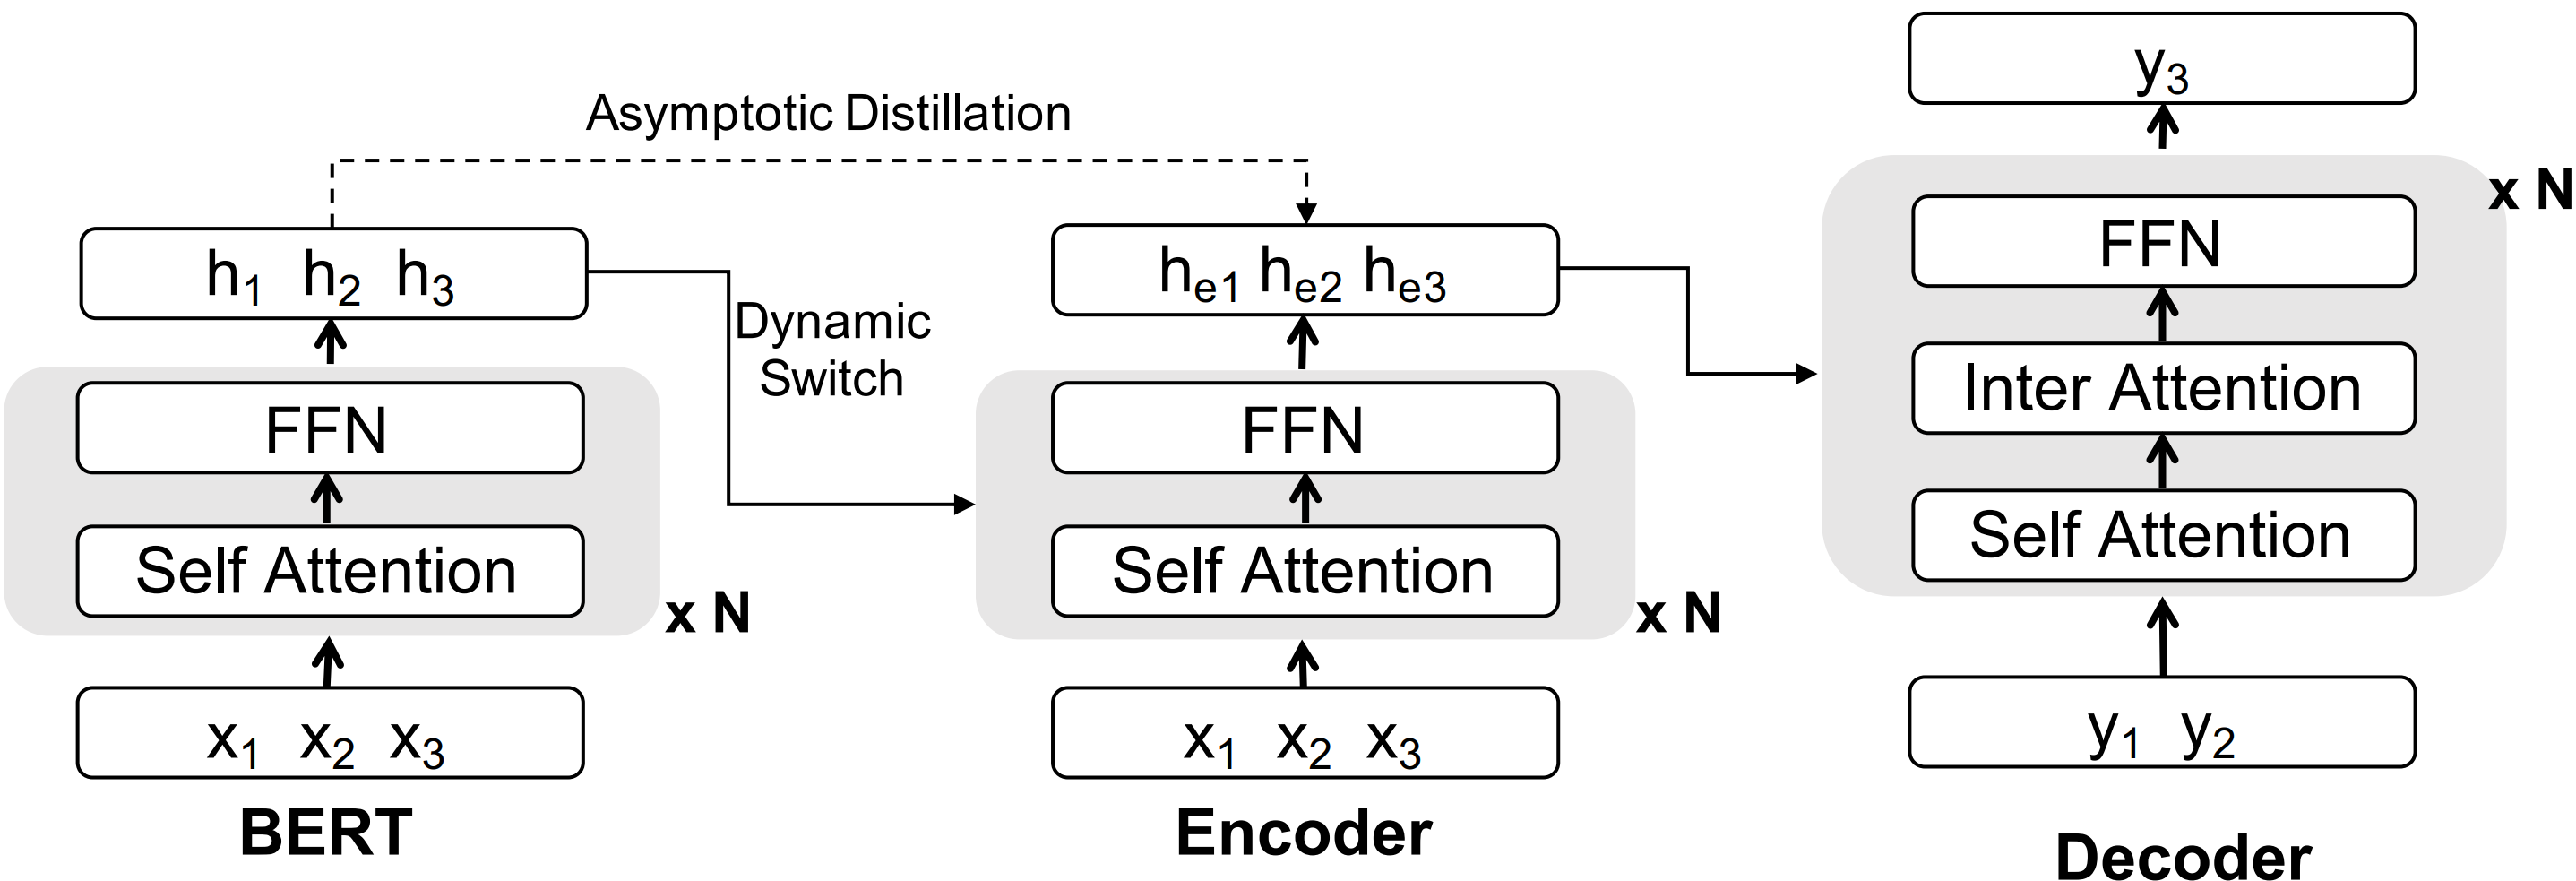 Asymptotic Distillation
h1 h2 h3
FFN
Self Attention
x N
x1 x2 x3
BERT
Dynamic
Switch
he1 he2 he3
FFN
Self Attention
x N
x1 x2 x3
Encoder
y3
x N
FFN
Inter Attention
Self Attention
y1 y2
Decoder